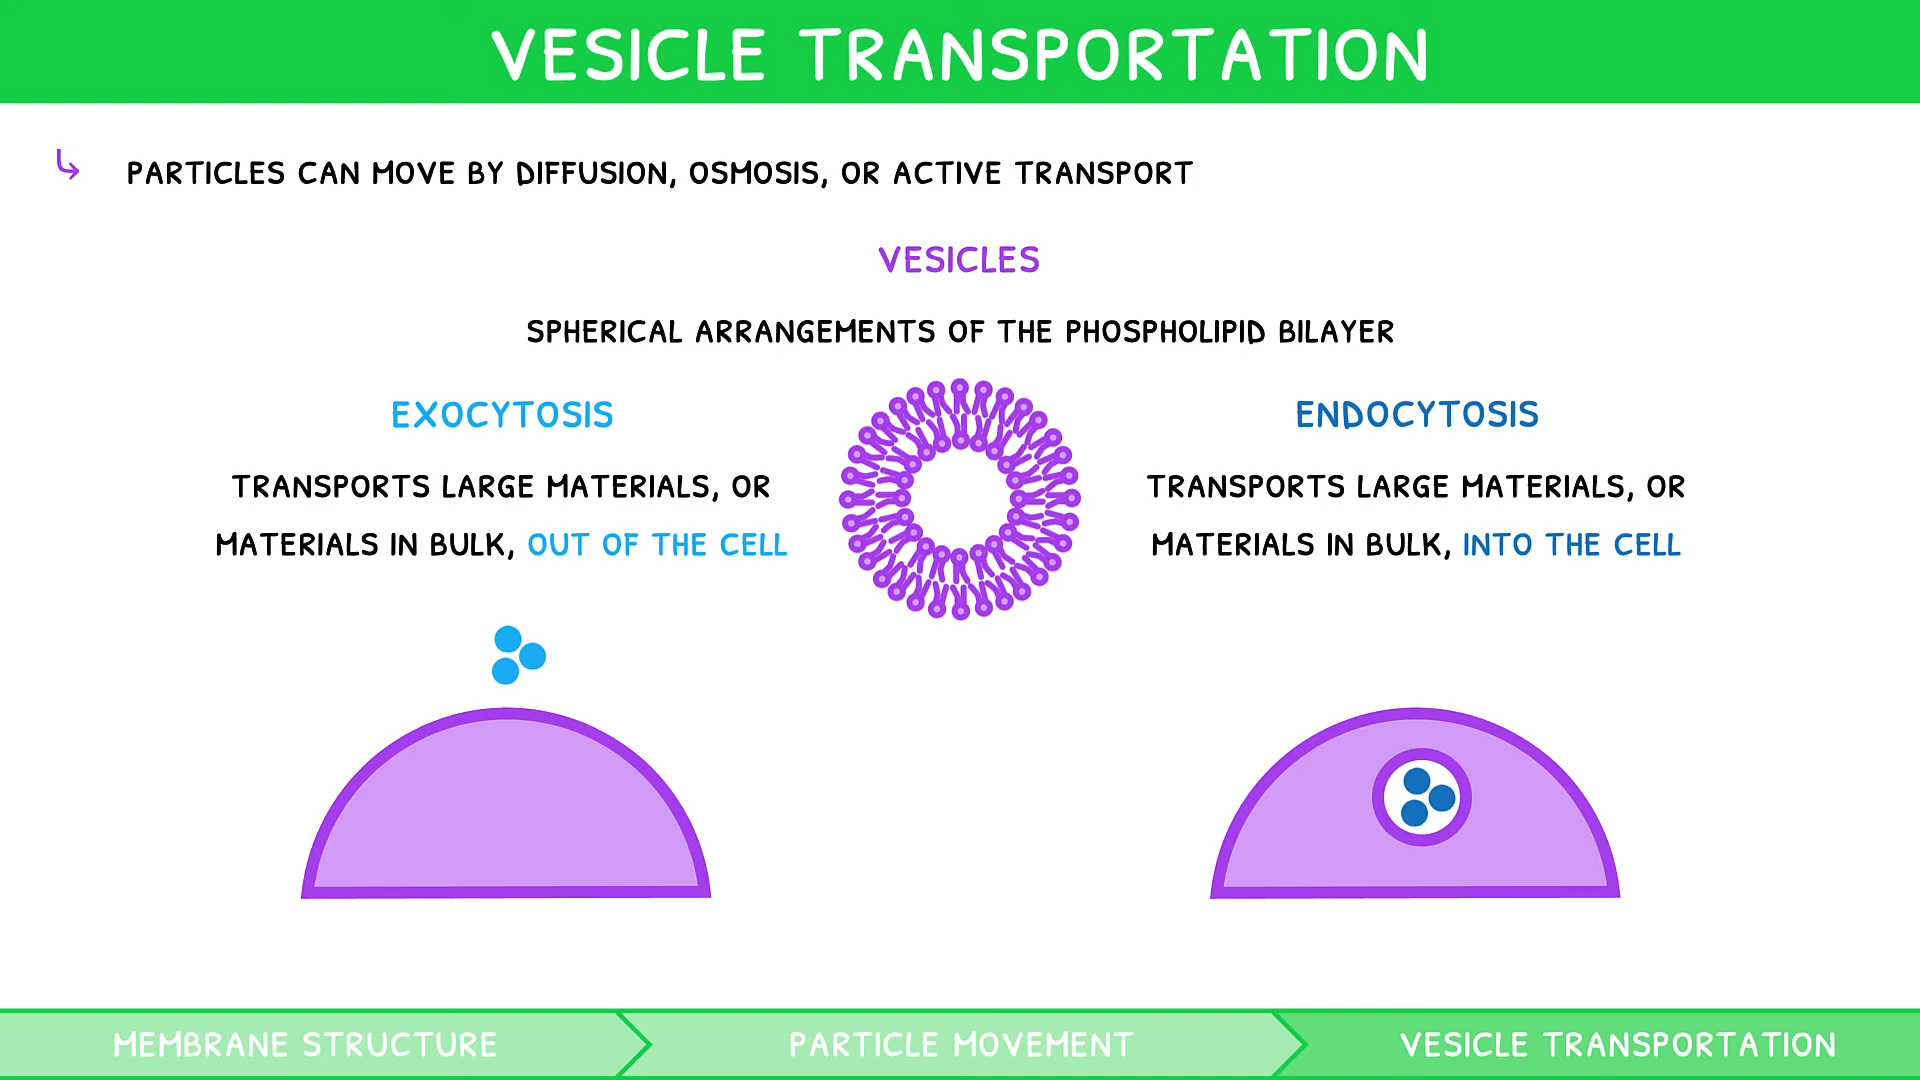 VESICLE TRANSPORTATION
PARTICLES CAN MOVE BY DIFFUSION, OSMOSIS, OR ACTIVE TRANSPORT
VESICLES
SPHERICAL ARRANGEMENTS OF THE PHOSPHOLIPID BILAYER
EXOCYTOSIS
TRANSPORTS LARGE MATERIALS, OR
MATERIALS IN BULK, OUT OF THE CELL
ENDOCYTOSIS
TRANSPORTS LARGE MATERIALS, OR
MATERIALS IN BULK, INTO THE CELL
MEMBRANE STRUCTURE
PARTICLE MOVEMENT
VESICLE TRANSPORTATION